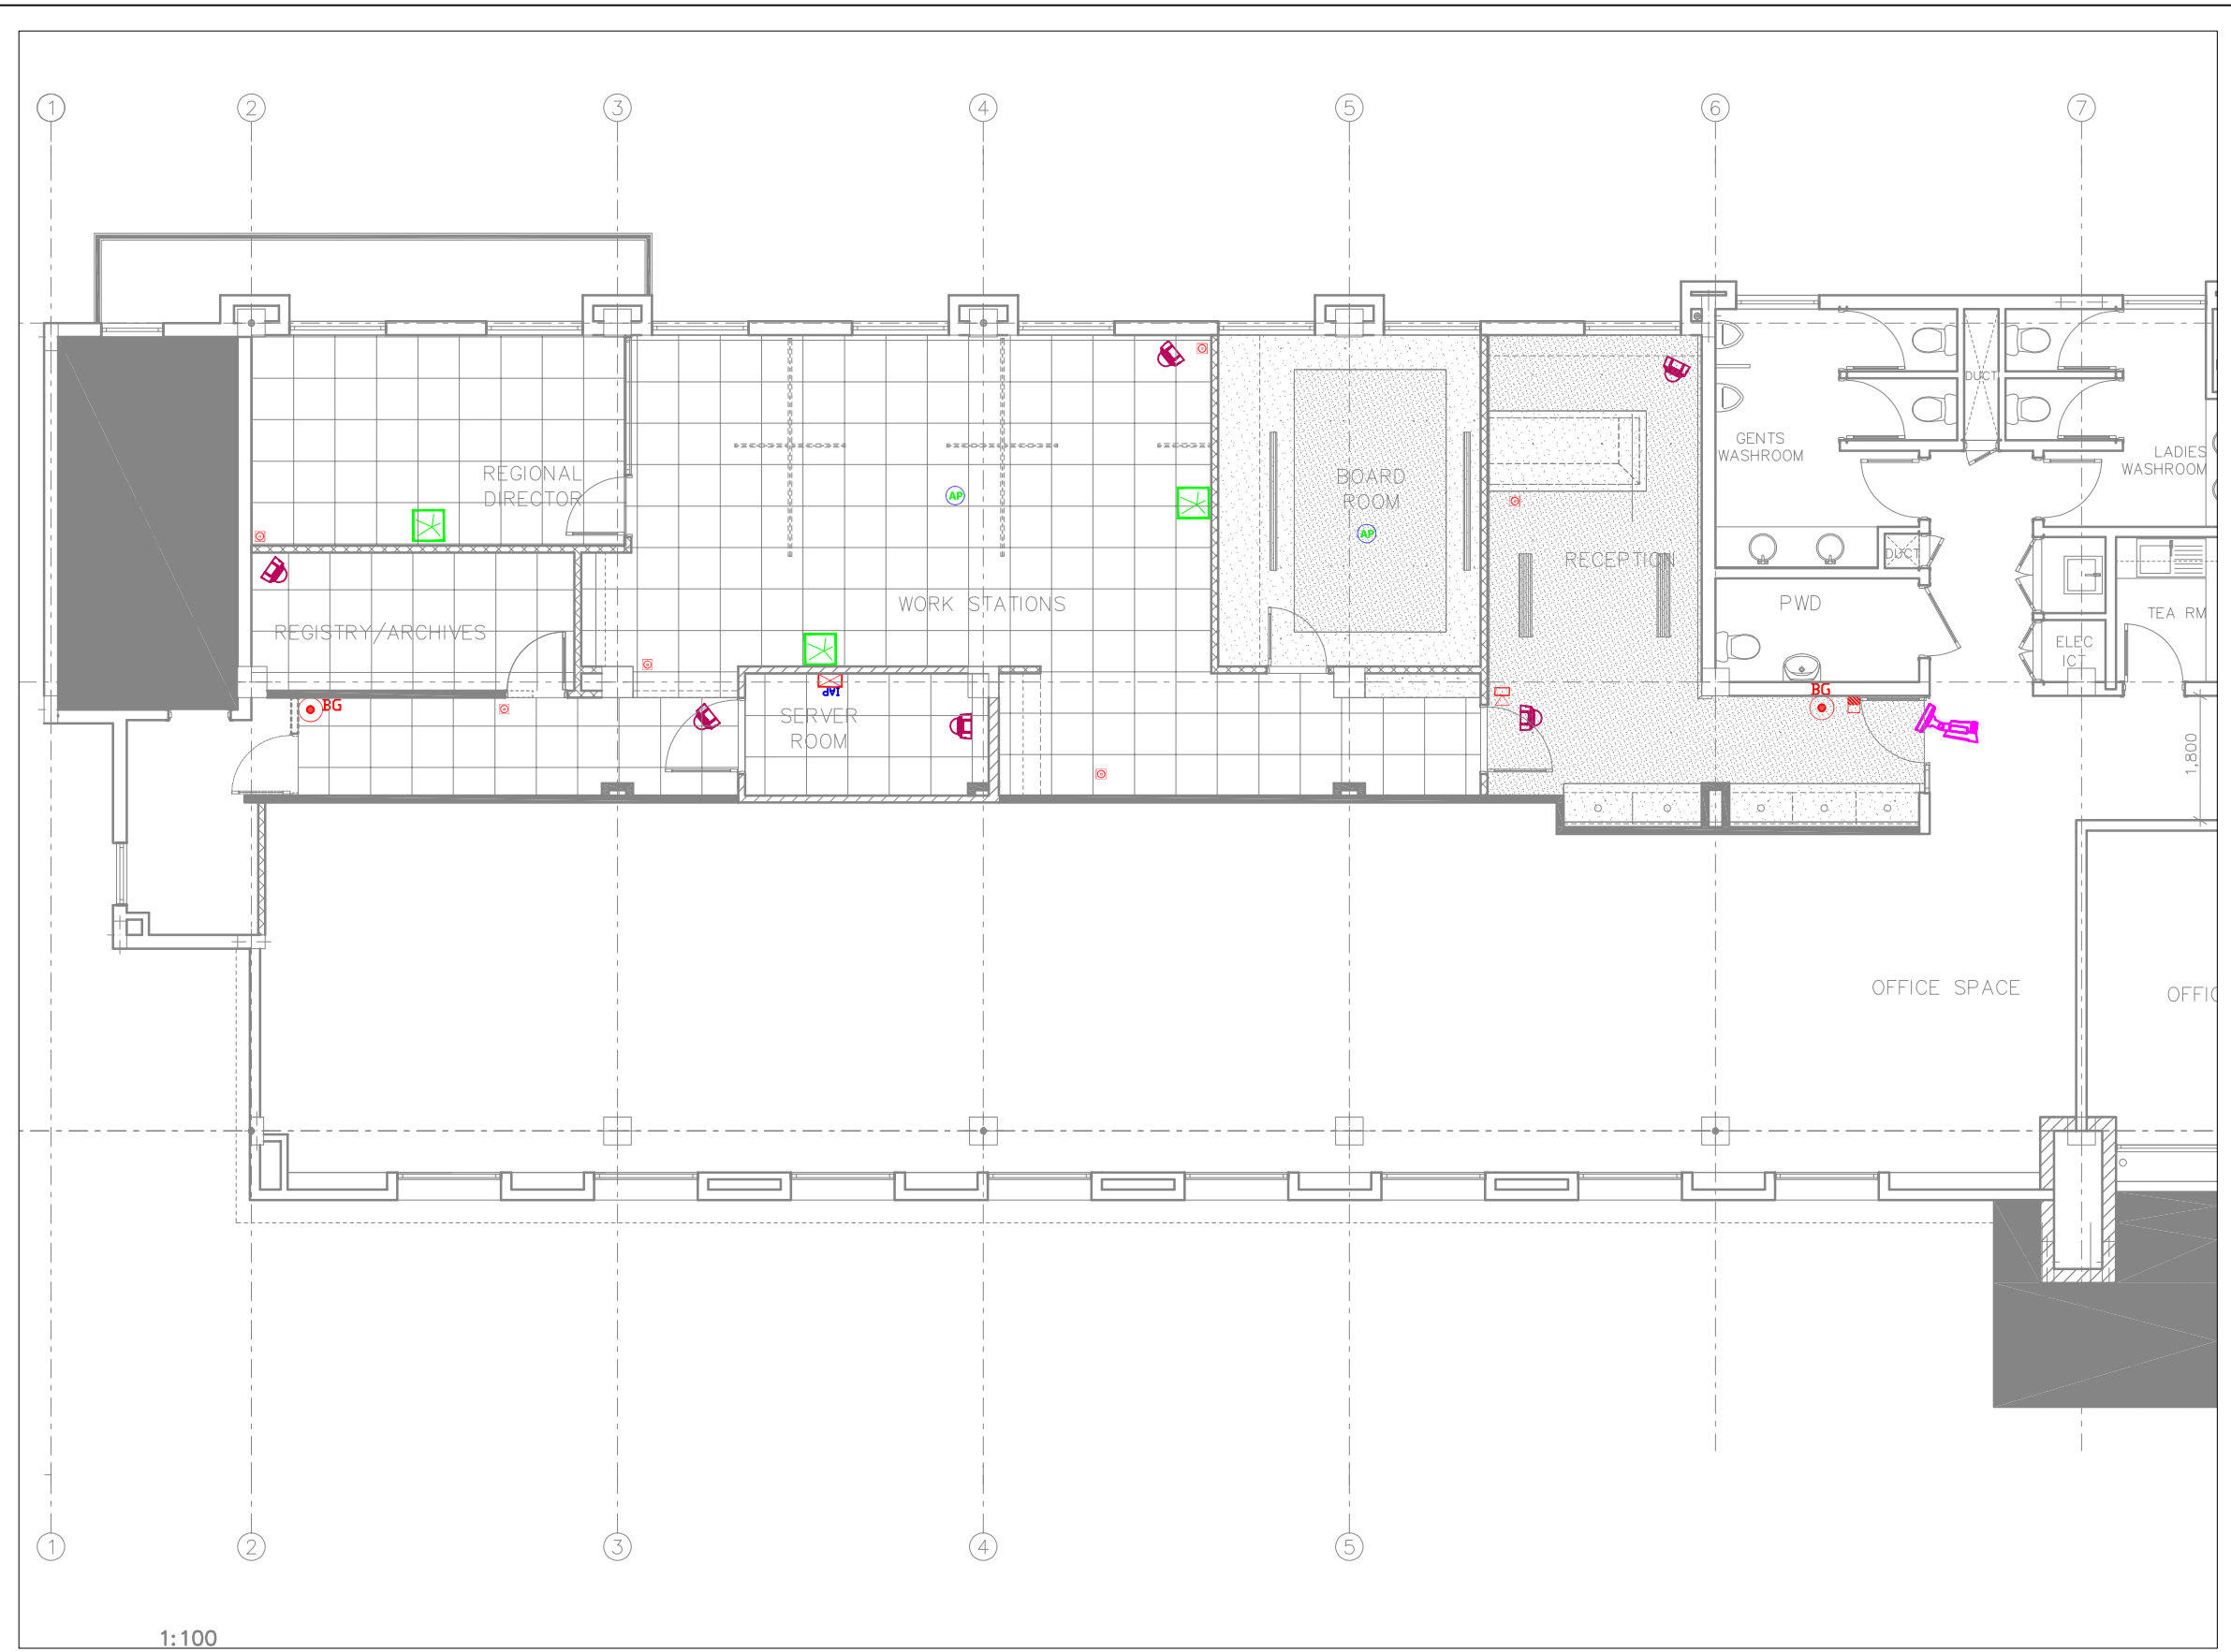 1 2 3 4 5 6 7
GENTS
WASHROOM
DUCT
LADIES
WASHROOM
REGIONAL
DIRECTOR
BOARD
ROOM
AP
AP
RECEPTION
DUCT
WORK STATIONS
PWD
TEA RM
REGISTRY/ARCHIVES
ELEC
ICT
IAP
BG
BG
SERVER
ROOM
1,800
OFFICE SPACE
OFFIC
1 2 3 4 5
1:100